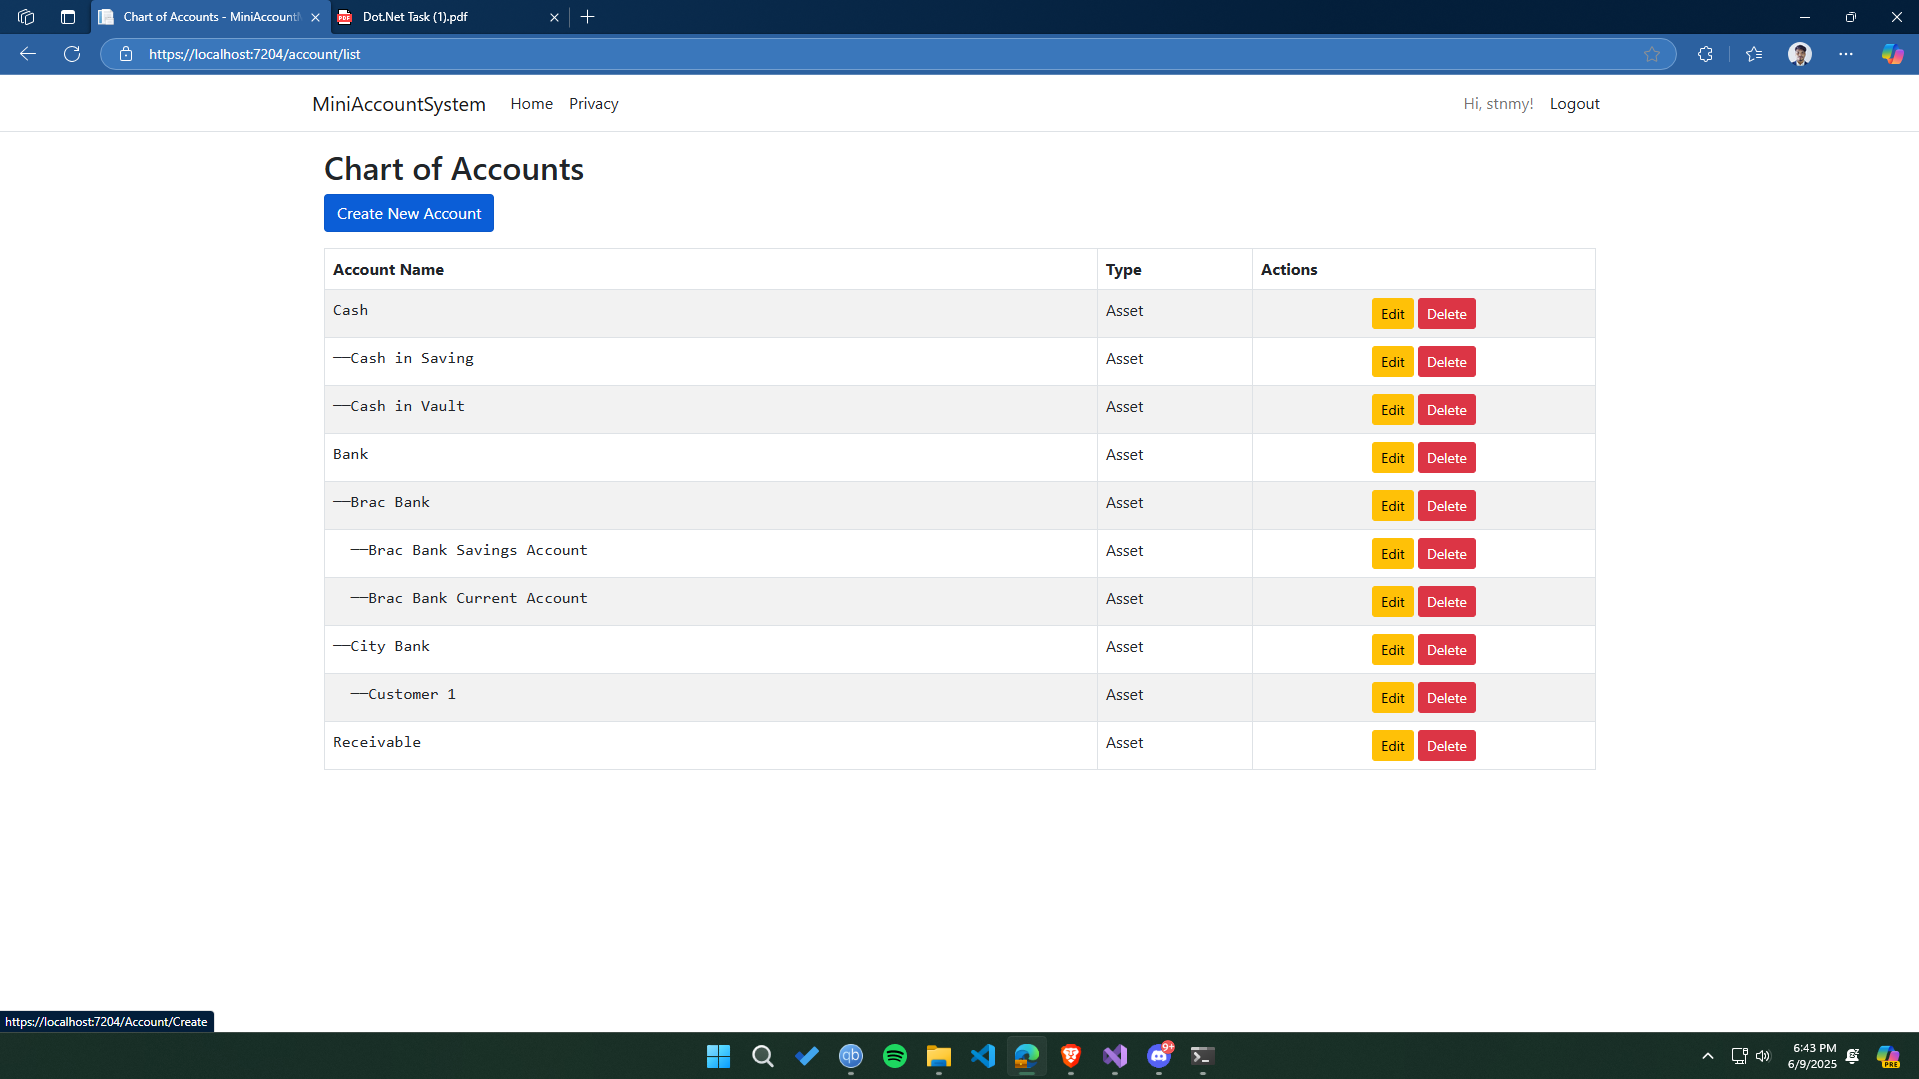 Chart of Accounts - MiniAccountM
Dot.Net Task (1).pdf
https://localhost:7204/account/list
MiniAccountSystem Home Privacy Hi, stnmy! Logout
Chart of Accounts
Create New Account
Account Name Type Actions
Cash Asset Edit Delete
──Cash in Saving Asset Edit Delete
──Cash in Vault Asset Edit Delete
Bank Asset Edit Delete
──Brac Bank Asset Edit Delete
──Brac Bank Savings Account Asset Edit Delete
──Brac Bank Current Account Asset Edit Delete
──City Bank Asset Edit Delete
──Customer 1 Asset Edit Delete
Receivable Asset Edit Delete
https://localhost:7204/Account/Create
qb
9+
6:43 PM
6/9/2025
PRE